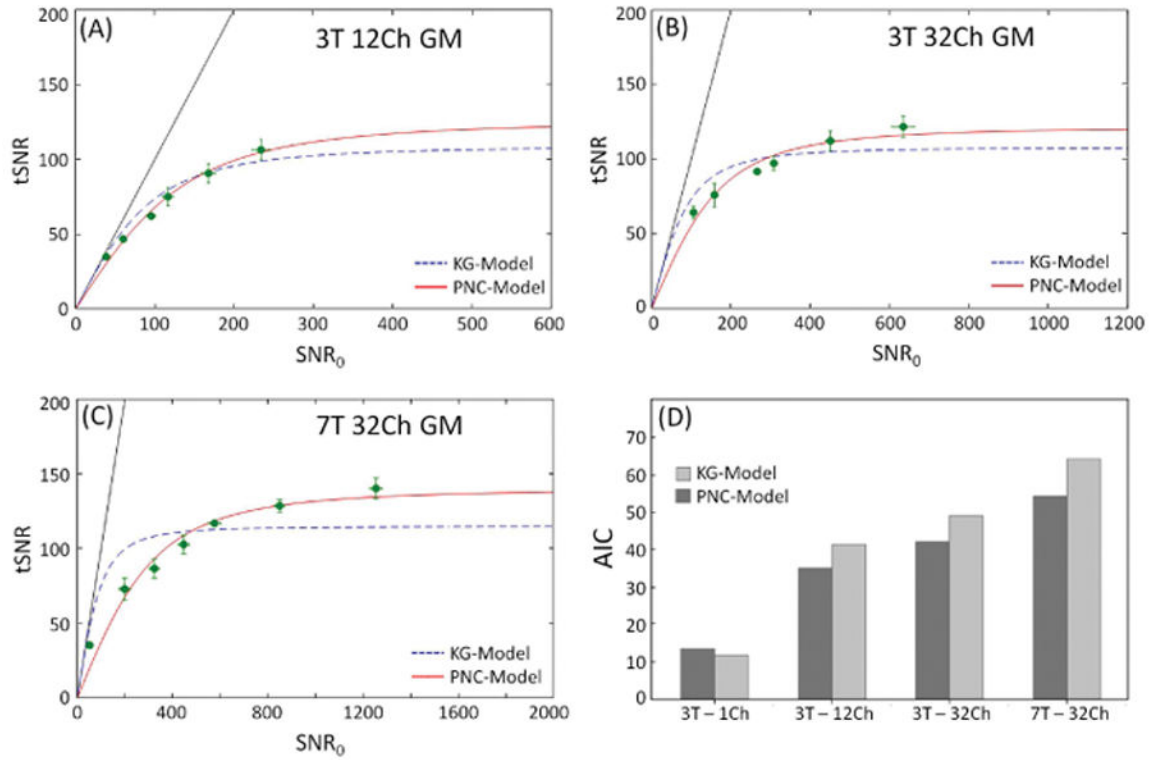 (A)
3T 12Ch GM
200
150
100
50
0
tSNR
KG-Model
PNC-Model
0 100 200 300 400 500 600
SNR0
(B)
3T 32Ch GM
200
150
100
50
0
tSNR
KG-Model
PNC-Model
0 200 400 600 800 1000 1200
SNR0
(C)
7T 32Ch GM
200
150
100
50
0
tSNR
KG-Model
PNC-Model
0 400 800 1200 1600 2000
SNR0
(D)
70
60
50
40
30
20
10
0
AIC
KG-Model
PNC-Model
3T – 1Ch 3T – 12Ch 3T – 32Ch 7T – 32Ch